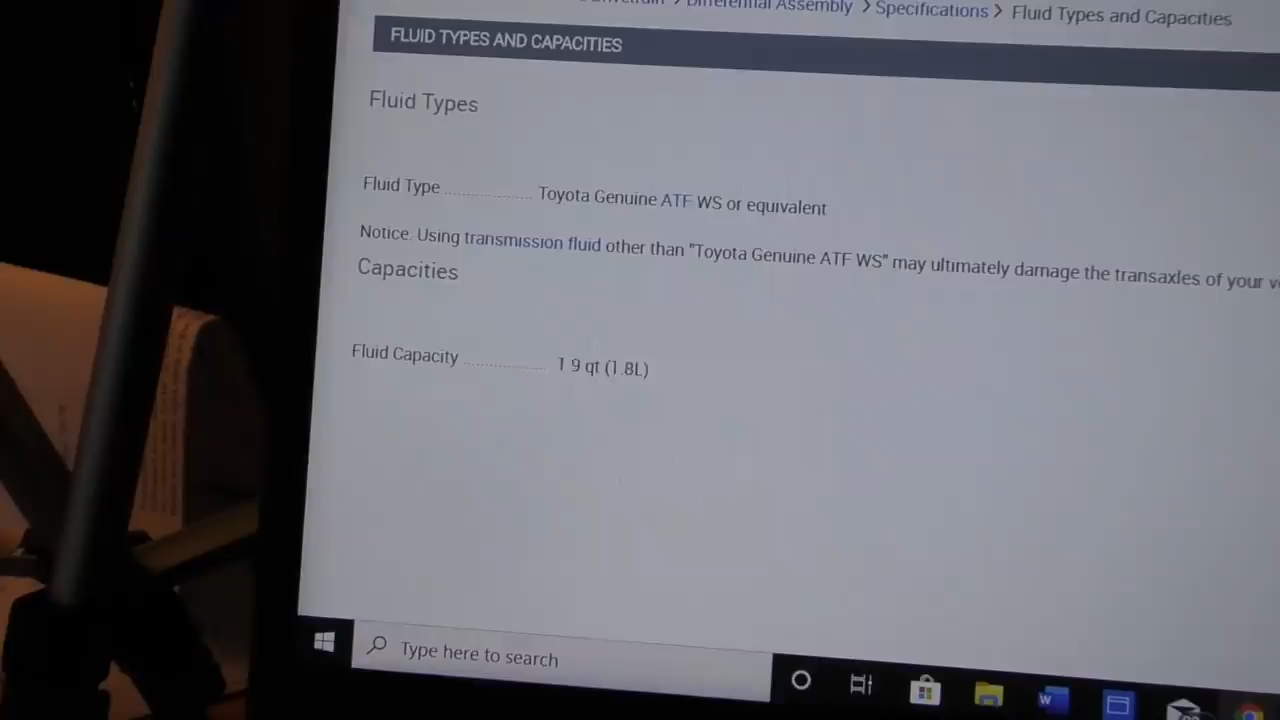 Differential Assembly > Specifications > Fluid Types and Capacities
FLUID TYPES AND CAPACITIES
Fluid Types
Fluid Type .................. Toyota Genuine ATF WS or equivalent
Notice. Using transmission fluid other than "Toyota Genuine ATF WS" may ultimately damage the transaxles of your
Capacities
Fluid Capacity ................. 1 9 qt (1.8L)
Type here to search
W